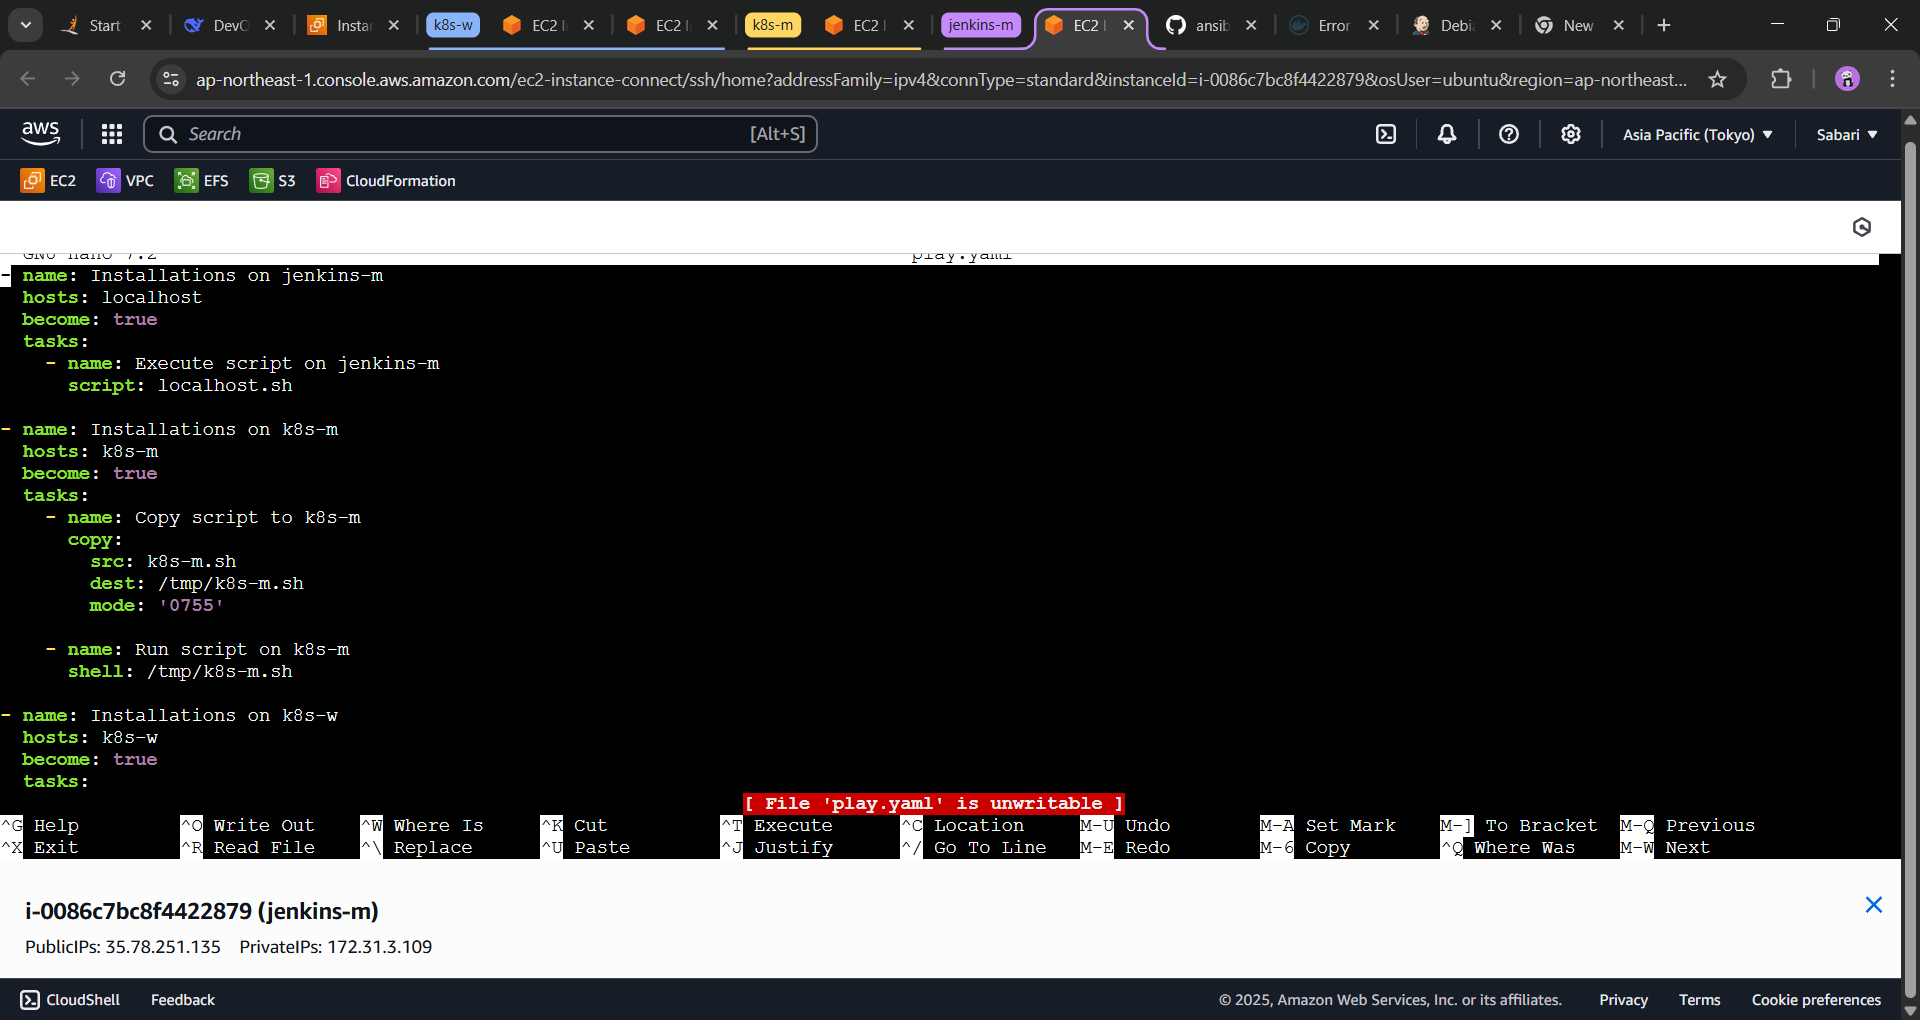 Start
DevO
Instan
k8s-w
EC2 I
EC2 I
k8s-m
EC2 I
jenkins-m
EC2 I
ansib
Error
Debi
New
ap-northeast-1.console.aws.amazon.com/ec2-instance-connect/ssh/home?addressFamily=ipv4&connType=standard&instanceId=i-0086c7bc8f4422879&osUser=ubuntu&region=ap-northeast...
aws
Search [Alt+S]
Asia Pacific (Tokyo)
Sabari
EC2 VPC EFS S3 CloudFormation
GNU nano 7.2 play.yaml
- name: Installations on jenkins-m
  hosts: localhost
  become: true
  tasks:
    - name: Execute script on jenkins-m
      script: localhost.sh
- name: Installations on k8s-m
  hosts: k8s-m
  become: true
  tasks:
    - name: Copy script to k8s-m
      copy:
        src: k8s-m.sh
        dest: /tmp/k8s-m.sh
        mode: '0755'
    - name: Run script on k8s-m
      shell: /tmp/k8s-m.sh
- name: Installations on k8s-w
  hosts: k8s-w
  become: true
  tasks:
[ File 'play.yaml' is unwritable ]
^G Help ^O Write Out ^W Where Is ^K Cut ^T Execute ^C Location M-U Undo M-A Set Mark M-] To Bracket M-Q Previous
^X Exit ^R Read File ^\ Replace ^U Paste ^J Justify ^/ Go To Line M-E Redo M-6 Copy ^Q Where Was M-W Next
i-0086c7bc8f4422879 (jenkins-m)
PublicIPs: 35.78.251.135 PrivateIPs: 172.31.3.109
CloudShell Feedback © 2025, Amazon Web Services, Inc. or its affiliates. Privacy Terms Cookie preferences